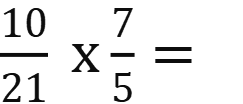 10/21 x 7/5 =